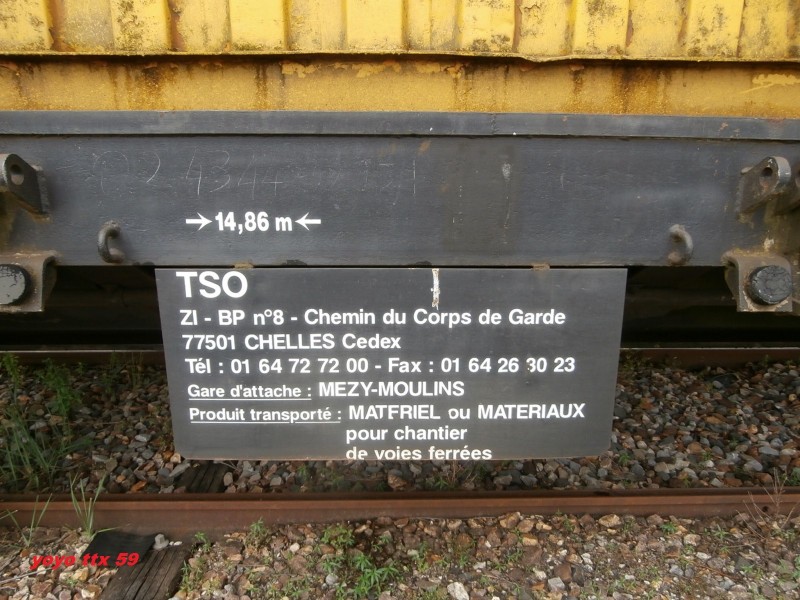 →14,86 m←
TSO
ZI - BP n°8 - Chemin du Corps de Garde
77501 CHELLES Cedex
Tél : 01 64 72 72 00 - Fax : 01 64 26 30 23
Gare d'attache : MEZY-MOULINS
Produit transporté : MATFRIEL ou MATERIAUX
pour chantier
de voies ferrées
yoyo ttx 59